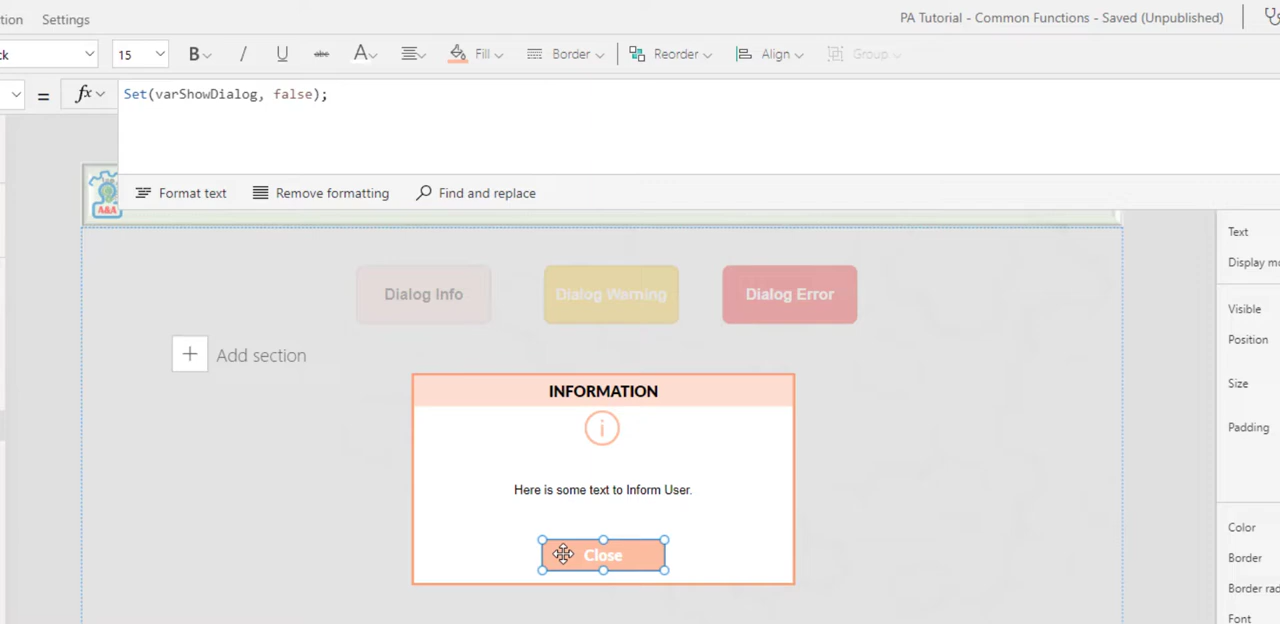 tion Settings PA Tutorial - Common Functions - Saved (Unpublished)
ck 15 B / U abc A Fill Border Reorder Align Group
= fx Set(varShowDialog, false);
Format text Remove formatting Find and replace
A&A
Text
Display mo
Dialog Info Dialog Warning Dialog Error
Visible
Position
Add section
Size
INFORMATION
i
Padding
Here is some text to Inform User.
Color
Close
Border
Border rad
Font